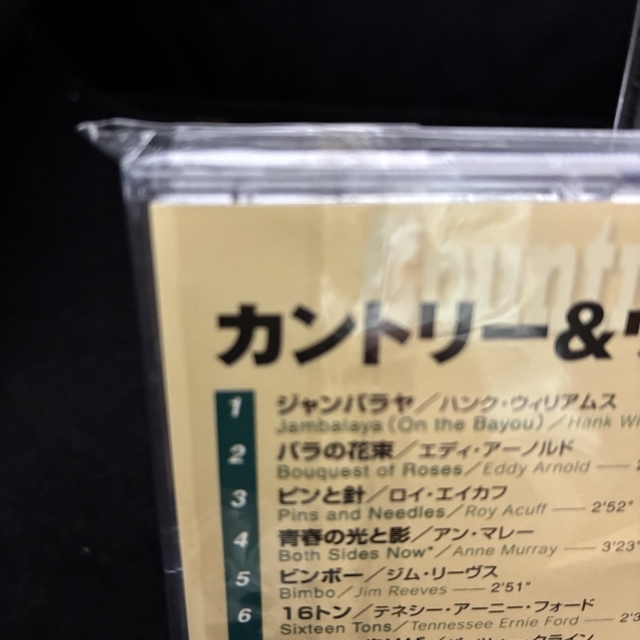 Count
カントリー&
1 ジャンバラヤ/ハンク・ウィリアムス
Jambalaya (On the Bayou)/Hank Wi
2 バラの花束/エディ・アーノルド
Bouquest of Roses/Eddy Arnold — 2
3 ピンと針/ロイ・エイカフ
Pins and Needles/Roy Acuff — 2'52"
4 青春の光と影/アン・マレー
Both Sides Now*/Anne Murray — 3'23"
5 ビンボー/ジム・リーヴス
Bimbo/Jim Reeves — 2'51"
6 16トン/テネシー・アーニー・フォード
Sixteen Tons/Tennessee Ernie Ford — 2'3